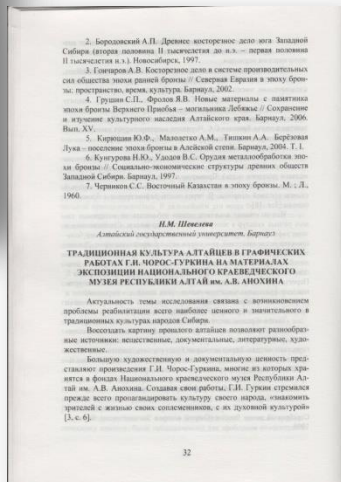 2. Бородовский А.П. Древнее косторезное дело юга Западной
Сибири (вторая половина II тысячелетия до н.э. – первая половина
II тысячелетия н.э.). Новосибирск, 1997.
3. Гончаров А.В. Косторезное дело в системе производительных
сил общества эпохи ранней бронзы // Северная Евразия в эпоху брон-
зы: пространство, время, культура. Барнаул, 2002.
4. Грушин С.П., Фролов Я.В. Новые материалы с памятника
эпохи бронзы Верхнего Приобья – могильника Лебяжье // Сохранение
и изучение культурного наследия Алтайского края. Барнаул, 2006.
Вып. XV.
5. Кирюшин Ю.Ф., Малолетко А.М., Тишкин А.А. Берёзовая
Лука – поселение эпохи бронзы в Алейской степи. Барнаул, 2004. Т. I.
6. Кунгурова Н.Ю., Удодов В.С. Орудия металлообработки эпо-
хи бронзы // Социально-экономические структуры древних обществ
Западной Сибири. Барнаул, 1997.
7. Черников С.С. Восточный Казахстан в эпоху бронзы. М. ; Л.,
1960.
Н.М. Шевелева
Алтайский государственный университет, Барнаул
ТРАДИЦИОННАЯ КУЛЬТУРА АЛТАЙЦЕВ В ГРАФИЧЕСКИХ
РАБОТАХ Г.И. ЧОРОС-ГУРКИНА НА МАТЕРИАЛАХ
ЭКСПОЗИЦИИ НАЦИОНАЛЬНОГО КРАЕВЕДЧЕСКОГО
МУЗЕЯ РЕСПУБЛИКИ АЛТАЙ им. А.В. АНОХИНА
Актуальность темы исследования связана с возникновением
проблемы реабилитации всего наиболее ценного и значительного в
традиционных культурах народов Сибири.
Воссоздать картину прошлого алтайцев позволяют разнообраз-
ные источники: вещественные, документальные, литературные, худо-
жественные.
Большую художественную и документальную ценность пред-
ставляют произведения Г.И. Чорос-Гуркина, многие из которых хра-
нятся в фондах Национального краеведческого музея Республики Ал-
тай им. А.В. Анохина. Создавая свои работы, Г.И. Гуркин стремился
прежде всего пропагандировать культуру своего народа, «знакомить
зрителей с жизнью своих соплеменников, с их духовной культурой»
[3, с. 6].
32